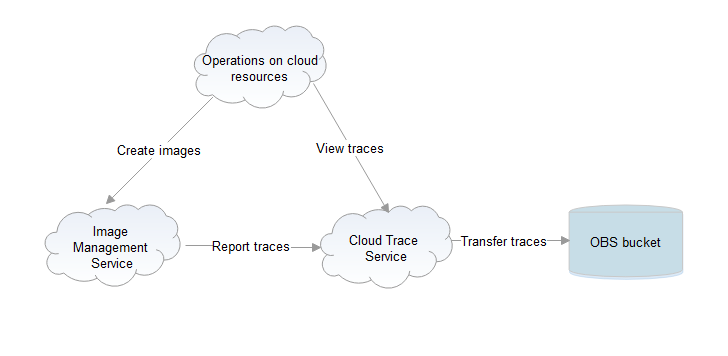 Operations on cloud
resources
Create images
View traces
Image
Management
Service
Report traces
Cloud Trace
Service
Transfer traces
OBS bucket